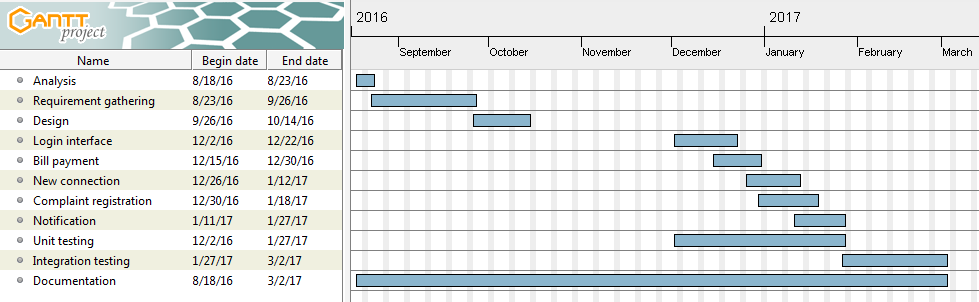 GANTT
project
2016 2017
September October November December January February March
Name Begin date End date
Analysis 8/18/16 8/23/16
Requirement gathering 8/23/16 9/26/16
Design 9/26/16 10/14/16
Login interface 12/2/16 12/22/16
Bill payment 12/15/16 12/30/16
New connection 12/26/16 1/12/17
Complaint registration 12/30/16 1/18/17
Notification 1/11/17 1/27/17
Unit testing 12/2/16 1/27/17
Integration testing 1/27/17 3/2/17
Documentation 8/18/16 3/2/17